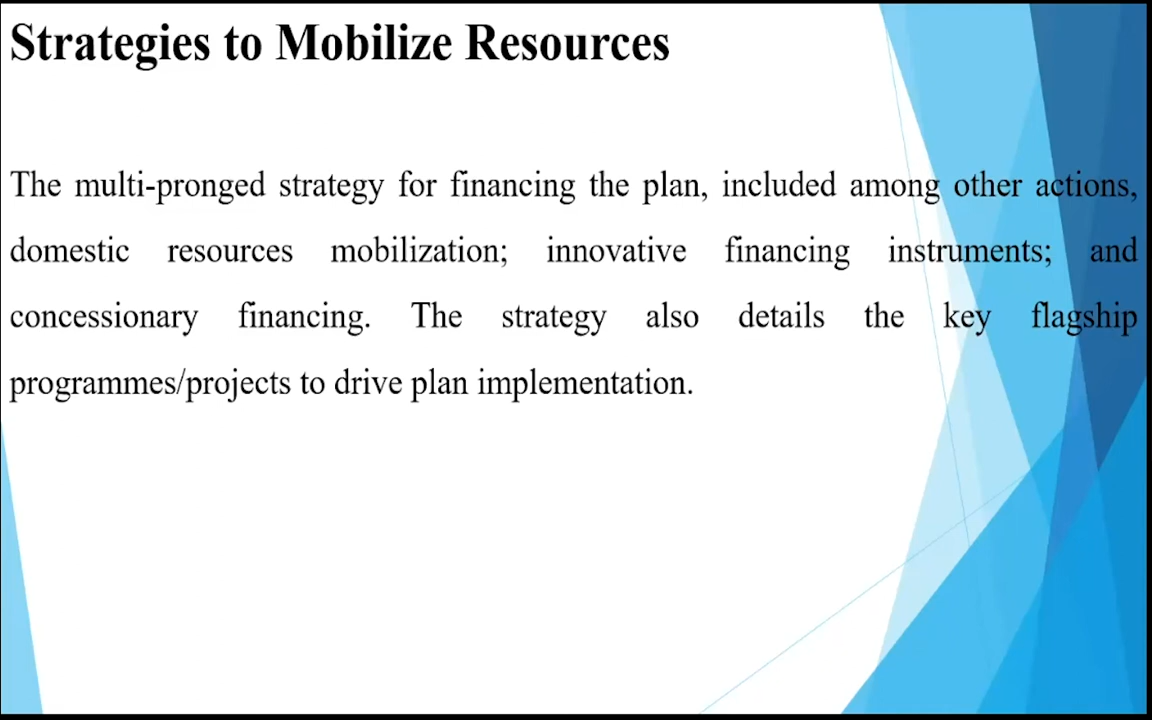 Strategies to Mobilize Resources
The multi-pronged strategy for financing the plan, included among other actions,
domestic resources mobilization; innovative financing instruments; and
concessionary financing. The strategy also details the key flagship
programmes/projects to drive plan implementation.